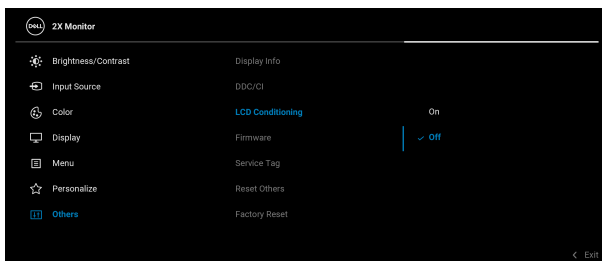 DELL 2X Monitor
Brightness/Contrast Display Info
Input Source DDC/CI
Color LCD Conditioning On
Display Firmware Off
Menu Service Tag
Personalize Reset Others
Others Factory Reset
Exit